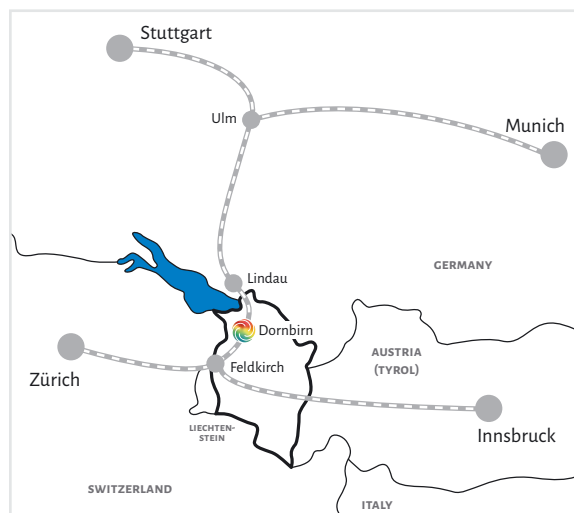 Stuttgart
Ulm
Munich
Lindau
GERMANY
Dornbirn
AUSTRIA
(TYROL)
Feldkirch
Zürich
LIECHTEN-
STEIN
Innsbruck
SWITZERLAND
ITALY